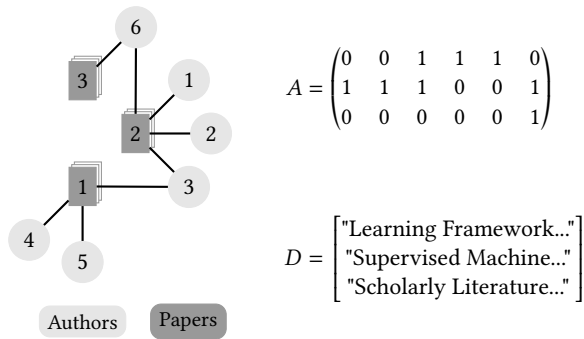 6
3
1
2
2
1
3
4
5
Authors
Papers
A = (0 0 1 1 1 0
1 1 1 0 0 1
0 0 0 0 0 1)
D = ["Learning Framework..."
"Supervised Machine..."
"Scholarly Literature..."]